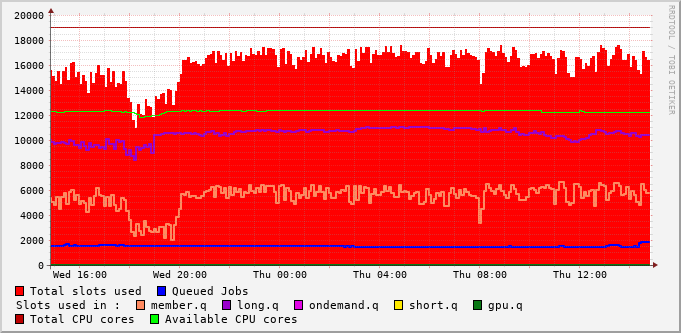 20000
18000
16000
14000
12000
10000
8000
6000
4000
2000
0
Wed 16:00 Wed 20:00 Thu 00:00 Thu 04:00 Thu 08:00 Thu 12:00
RRDTOOL / TOBI OETIKER
Total slots used Queued Jobs
Slots used in : member.q long.q ondemand.q short.q gpu.q
Total CPU cores Available CPU cores